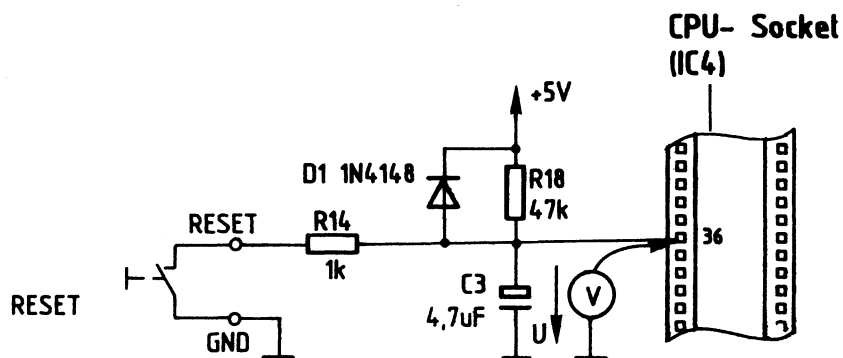 CPU- Socket
(IC4)
+5V
D1 1N4148
R18
47k
RESET
R14
1k
36
RESET
C3
4,7uF
U
V
GND